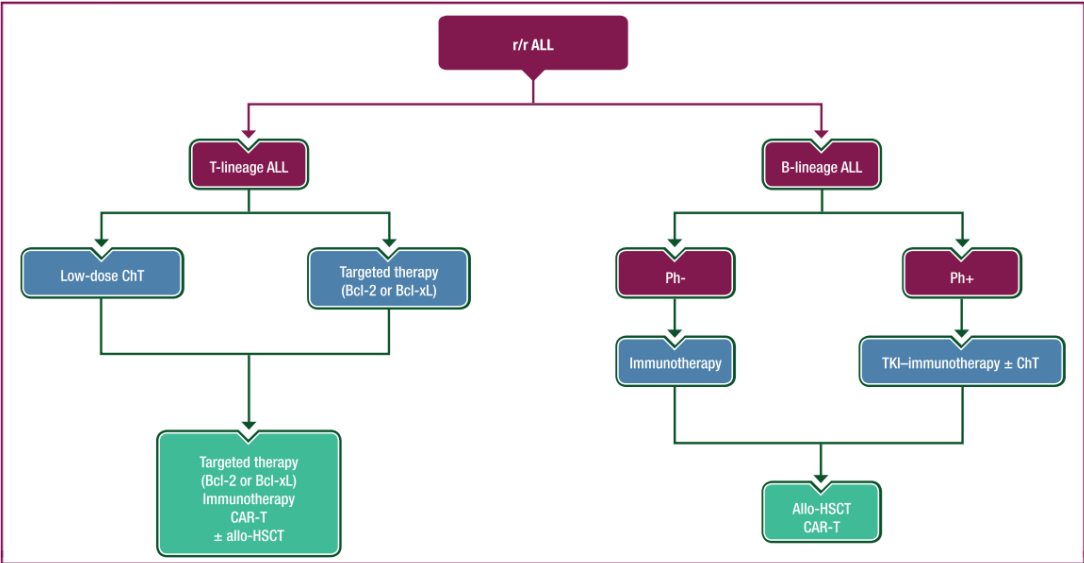 r/r ALL
T-lineage ALL
B-lineage ALL
Low-dose ChT
Targeted therapy
(Bcl-2 or Bcl-xL)
Ph-
Ph+
Immunotherapy
TKI–immunotherapy ± ChT
Targeted therapy
(Bcl-2 or Bcl-xL)
Immunotherapy
CAR-T
± allo-HSCT
Allo-HSCT
CAR-T